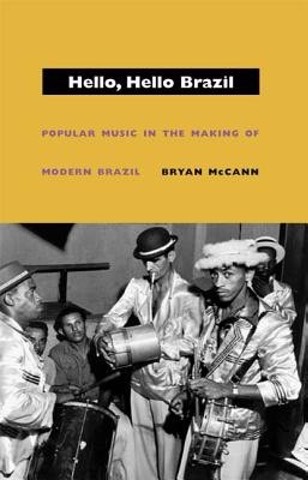 Hello, Hello Brazil
POPULAR MUSIC IN THE MAKING OF
MODERN BRAZIL BRYAN McCANN